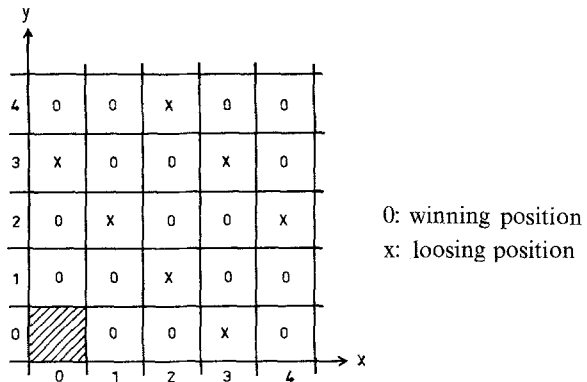 y
4 0 0 x 0 0
3 x 0 0 x 0
2 0 x 0 0 x
1 0 0 x 0 0
0 0 0 x 0
0 1 2 3 4 x
0: winning position
x: loosing position